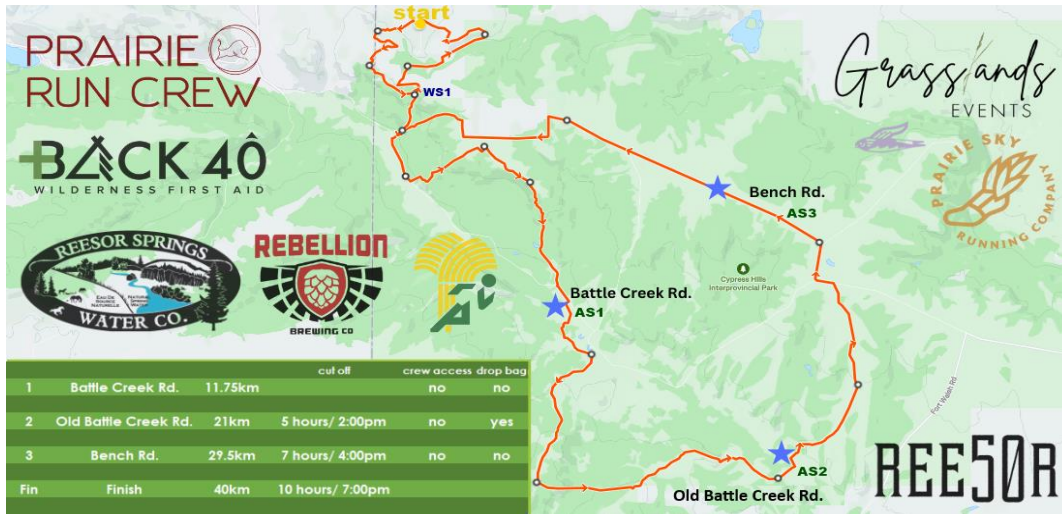 start
PRAIRIE
RUN CREW
WS1
Grasslands
EVENTS
+BACK 40
WILDERNESS FIRST AID
PRAIRIE SKY
RUNNING COMPANY
Bench Rd.
AS3
REESOR SPRINGS
WATER CO.
REBELLION
BREWING CO
Cypress Hills
Interprovincial Park
Battle Creek Rd.
AS1
cut off crew access drop bag
1 Battle Creek Rd. 11.75km no no
2 Old Battle Creek Rd. 21km 5 hours/ 2:00pm no yes
3 Bench Rd. 29.5km 7 hours/ 4:00pm no no
Fin Finish 40km 10 hours/ 7:00pm
Fort Walsh Rd
AS2
Old Battle Creek Rd.
REE50R